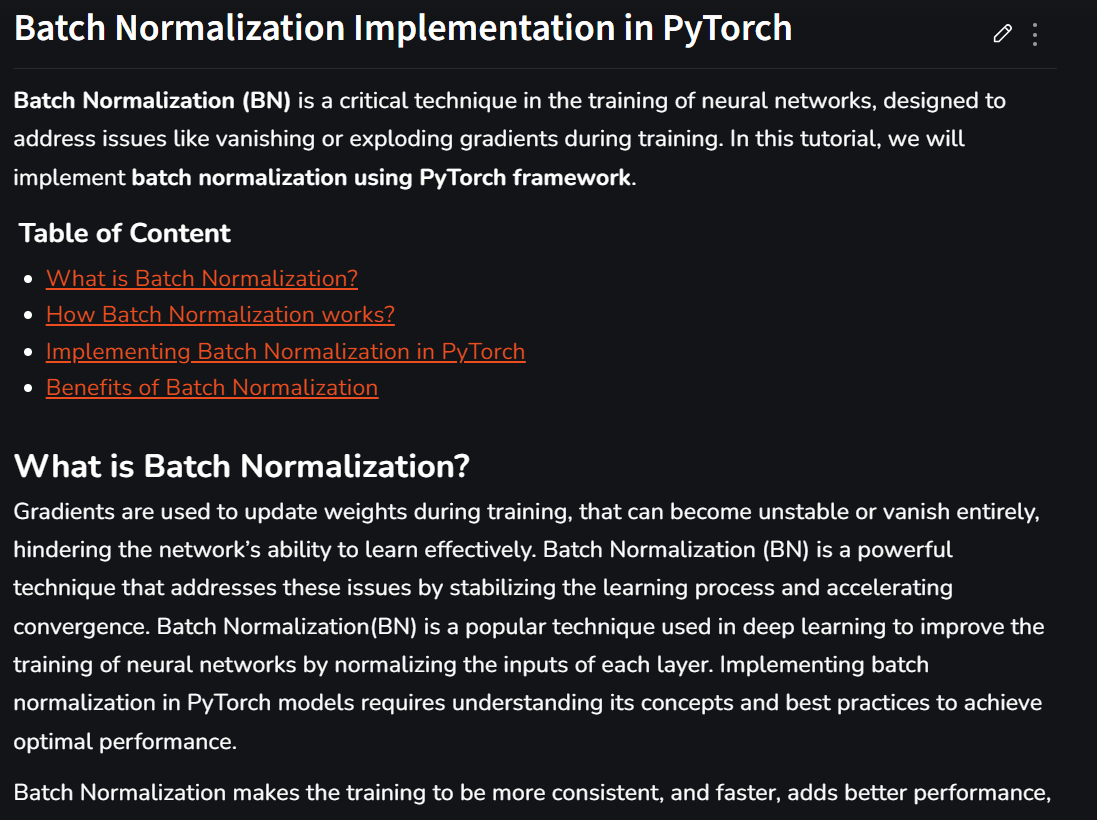 Batch Normalization Implementation in PyTorch
Batch Normalization (BN) is a critical technique in the training of neural networks, designed to
address issues like vanishing or exploding gradients during training. In this tutorial, we will
implement batch normalization using PyTorch framework.
Table of Content
What is Batch Normalization?
How Batch Normalization works?
Implementing Batch Normalization in PyTorch
Benefits of Batch Normalization
What is Batch Normalization?
Gradients are used to update weights during training, that can become unstable or vanish entirely,
hindering the network’s ability to learn effectively. Batch Normalization (BN) is a powerful
technique that addresses these issues by stabilizing the learning process and accelerating
convergence. Batch Normalization(BN) is a popular technique used in deep learning to improve the
training of neural networks by normalizing the inputs of each layer. Implementing batch
normalization in PyTorch models requires understanding its concepts and best practices to achieve
optimal performance.
Batch Normalization makes the training to be more consistent, and faster, adds better performance,